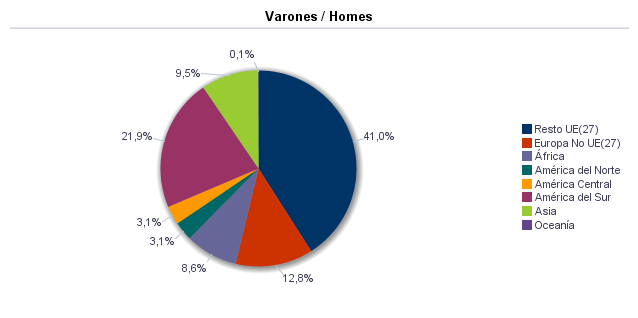 Varones / Homes
0,1%
9,5%
21,9%
41,0%
3,1%
3,1%
8,6%
12,8%
Resto UE(27)
Europa No UE(27)
África
América del Norte
América Central
América del Sur
Asia
Oceanía